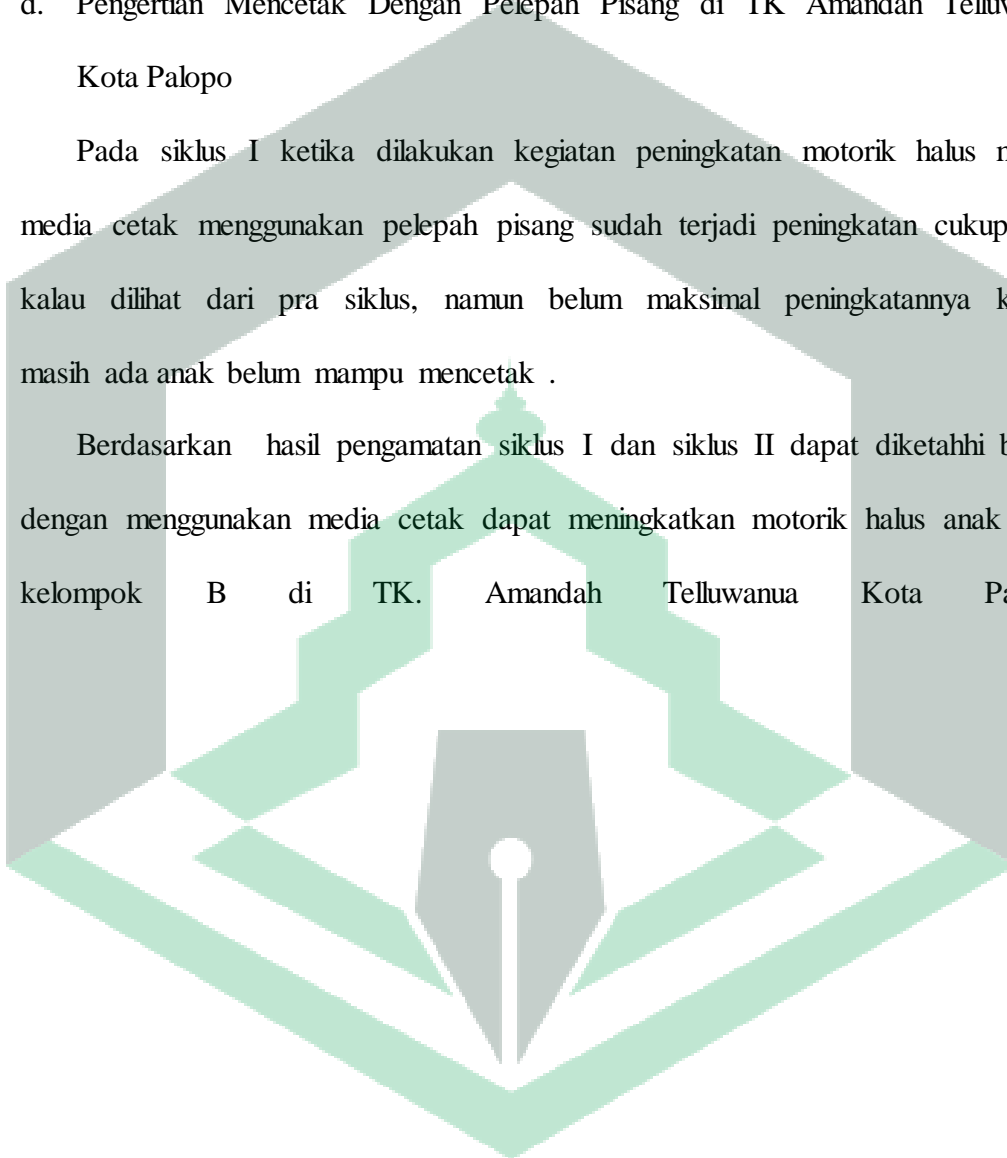 d. Pengertian Mencetak Dengan Pelepah Pisang di TK Amandah
Kota Palopo
Pada siklus I ketika dilakukan kegiatan peningkatan motorik halus
media cetak menggunakan pelepah pisang sudah terjadi peningkatan cukup
kalau dilihat dari pra siklus, namun belum maksimal peningkatannya
masih ada anak belum mampu mencetak .
Berdasarkan hasil pengamatan siklus I dan siklus II dapat diketahhi
dengan menggunakan media cetak dapat meningkatkan motorik halus anak
kelompok B di TK. Amandah Telluwanua Kota